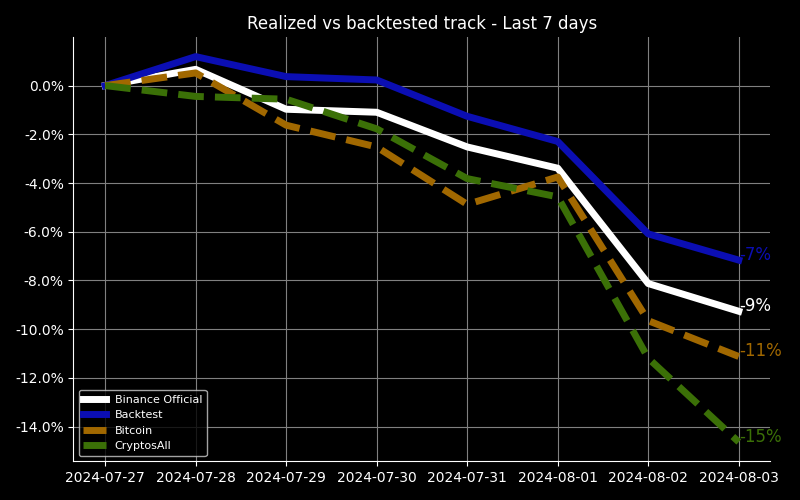 Realized vs backtested track - Last 7 days
0.0%
-2.0%
-4.0%
-6.0%
-8.0%
-10.0%
-12.0%
-14.0%
-7%
-9%
-11%
-15%
Binance Official
Backtest
Bitcoin
CryptosAll
2024-07-27 2024-07-28 2024-07-29 2024-07-30 2024-07-31 2024-08-01 2024-08-02 2024-08-03